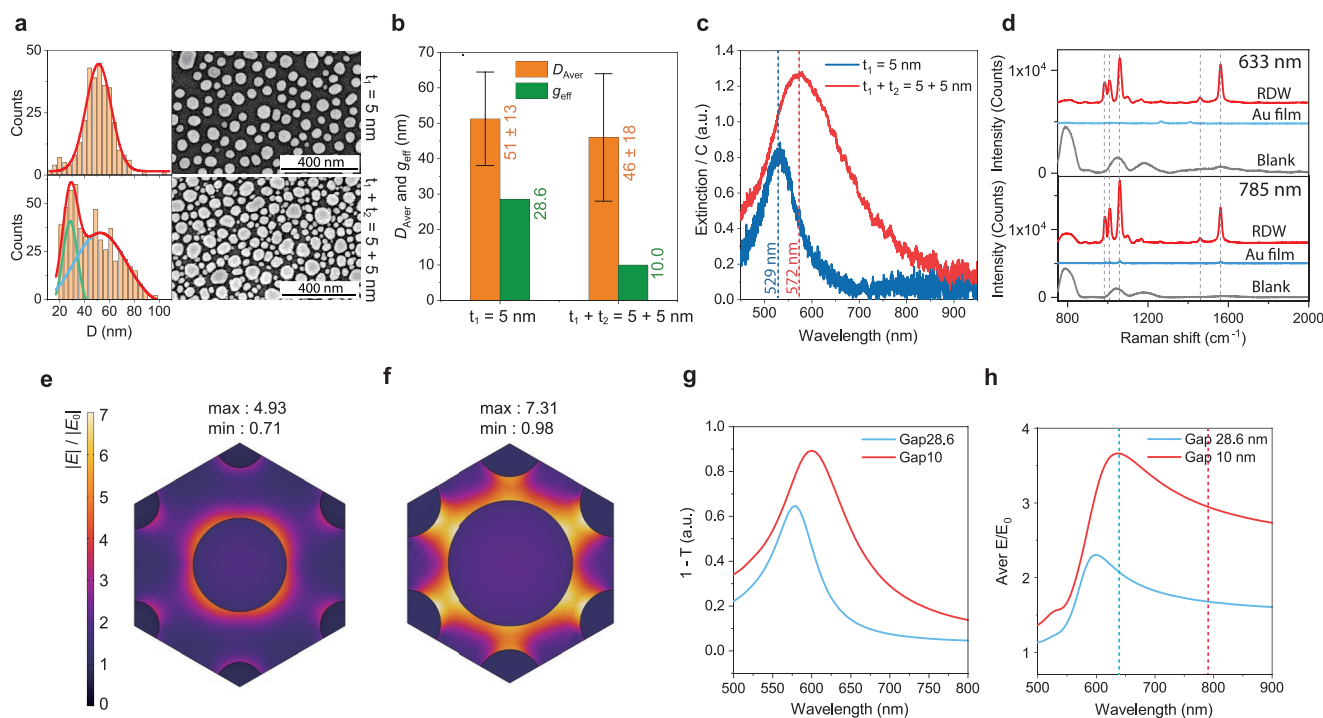 a
50
25
0
Counts
400 nm
t₁ = 5 nm
50
25
0
Counts
20 40 60 80 100
D (nm)
400 nm
t₁ + t₂ = 5 + 5 nm
b
70
60
50
40
30
20
10
0
D_Aver and g_eff (nm)
D_Aver
g_eff
51 ± 13
28.6
46 ± 18
10.0
t₁ = 5 nm
t₁ + t₂ = 5 + 5 nm
c
1.4
1.2
1.0
0.8
0.6
0.4
0.2
0.0
Extinction / C (a.u.)
t₁ = 5 nm
t₁ + t₂ = 5 + 5 nm
529 nm
572 nm
500 600 700 800 900
Wavelength (nm)
d
Intensity (Counts)
1x10⁴
0
633 nm
RDW
Au film
Blank
Intensity (Counts)
1x10⁴
0
785 nm
RDW
Au film
Blank
800 1200 1600 2000
Raman shift (cm⁻¹)
e
|E| / |E₀|
7
6
5
4
3
2
1
0
max : 4.93
min : 0.71
f
max : 7.31
min : 0.98
g
1.0
0.8
0.6
0.4
0.2
0.0
1 – T (a.u.)
Gap28.6
Gap10
500 550 600 650 700 750 800
Wavelength (nm)
h
4
3
2
1
Aver E/E₀
Gap 28.6 nm
Gap 10 nm
500 600 700 800 900
Wavelength (nm)